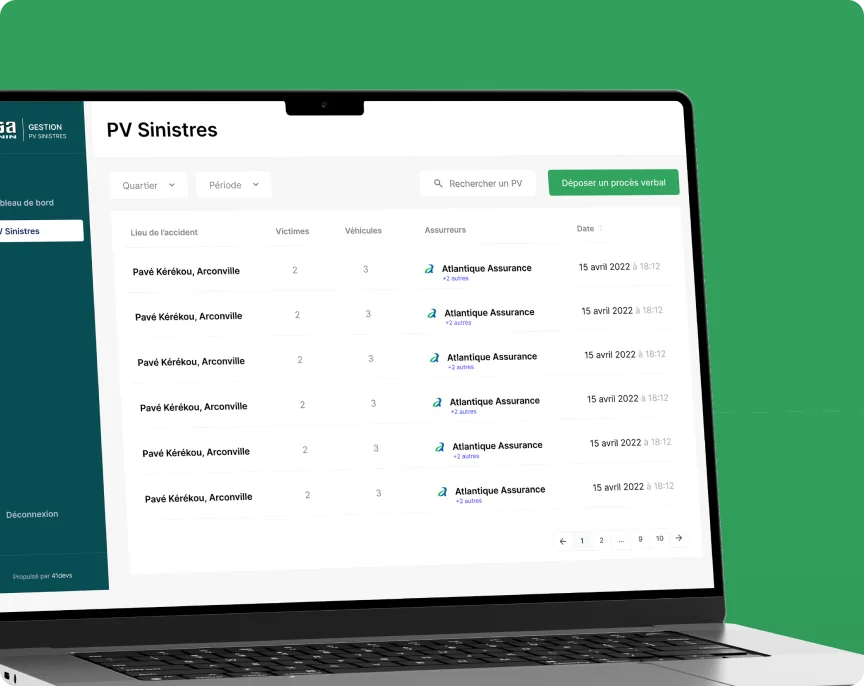 GESTION
PV SINISTRES
PV Sinistres
Quartier
Période
Rechercher un PV
Déposer un procès verbal
bleau de bord
Sinistres
Lieu de l'accident
Victimes
Véhicules
Assurreurs
Date
Pavé Kérékou, Arconville
2
3
Atlantique Assurance
+2 autres
15 avril 2022 à 18:12
Pavé Kérékou, Arconville
2
3
Atlantique Assurance
+2 autres
15 avril 2022 à 18:12
Pavé Kérékou, Arconville
2
3
Atlantique Assurance
+2 autres
15 avril 2022 à 18:12
Pavé Kérékou, Arconville
2
3
Atlantique Assurance
+2 autres
15 avril 2022 à 18:12
Pavé Kérékou, Arconville
2
3
Atlantique Assurance
+2 autres
15 avril 2022 à 18:12
Pavé Kérékou, Arconville
2
3
Atlantique Assurance
+2 autres
15 avril 2022 à 18:12
Déconnexion
1 2 ... 9 10
Propulsé par 41devs